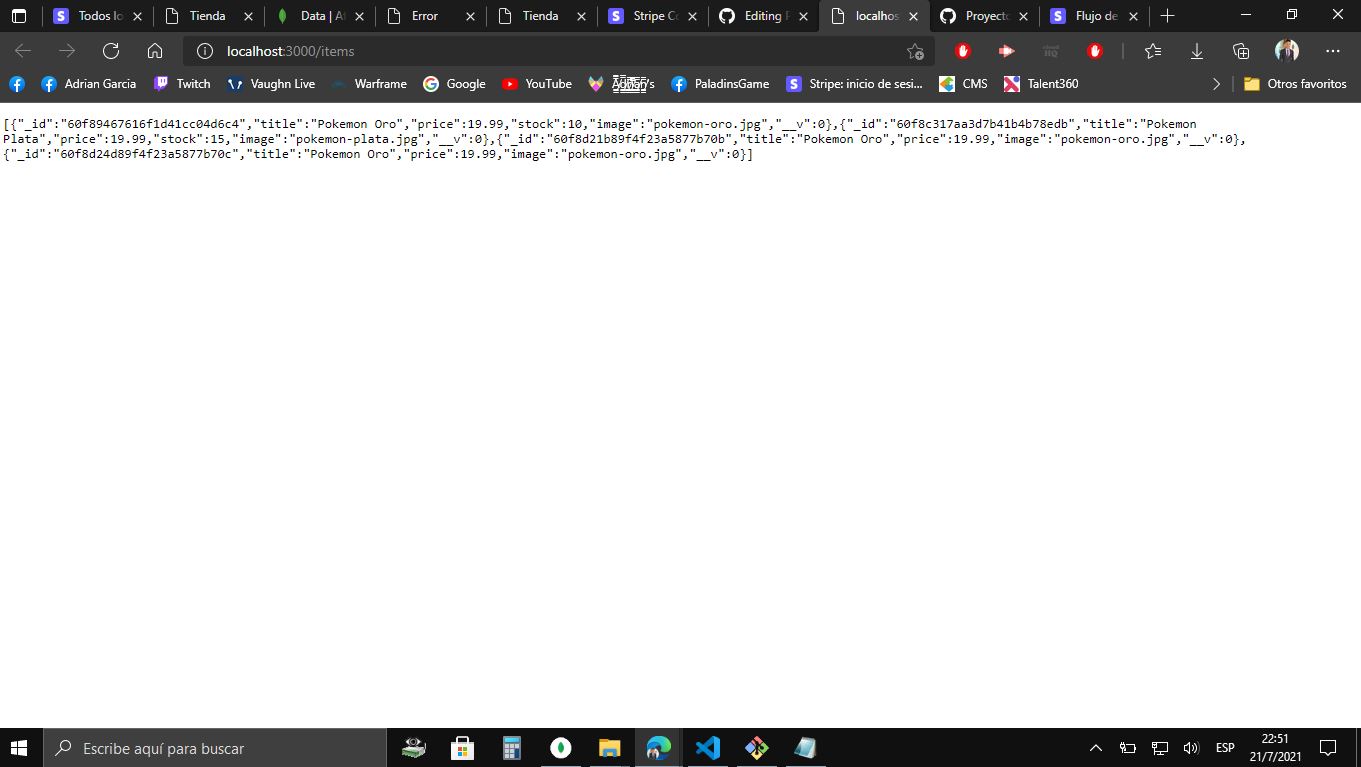 Todos lo
Tienda
Data | A
Error
Tienda
Stripe Co
Editing P
localhos
Proyecto
Flujo de
localhost:3000/items
Adrian Garcia
Twitch
Vaughn Live
Warframe
Google
YouTube
PaladinsGame
Stripe: inicio de sesi...
CMS
Talent360
Otros favoritos
[{"_id":"60f89467616f1d41cc04d6c4","title":"Pokemon Oro","price":19.99,"stock":10,"image":"pokemon-oro.jpg","__v":0},{"_id":"60f8c317aa3d7b41b4b78edb","title":"Pokemon
Plata","price":19.99,"stock":15,"image":"pokemon-plata.jpg","__v":0},{"_id":"60f8d21b89f4f23a5877b70b","title":"Pokemon Oro","price":19.99,"image":"pokemon-oro.jpg","__v":0},
{"_id":"60f8d24d89f4f23a5877b70c","title":"Pokemon Oro","price":19.99,"image":"pokemon-oro.jpg","__v":0}]
Escribe aquí para buscar
ESP
22:51
21/7/2021